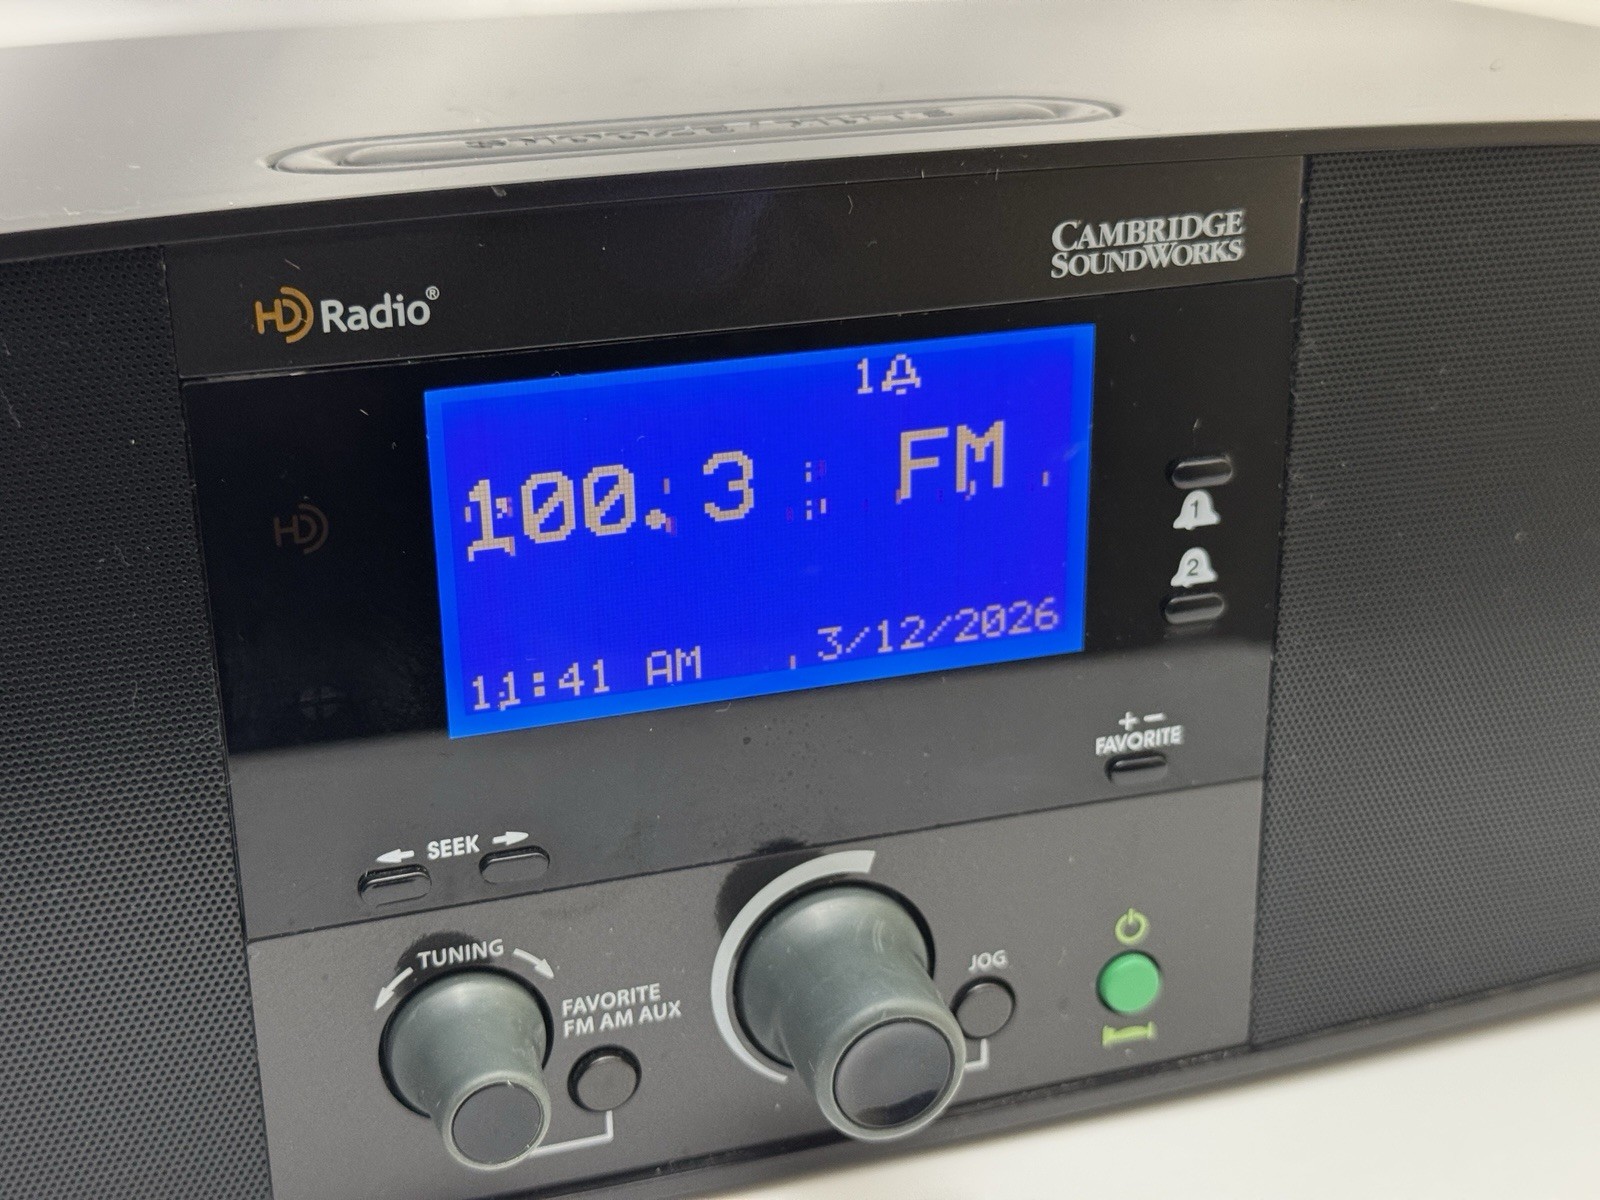 CAMBRIDGE
SOUNDWORKS
HD Radio®
1
100.3 FM
11:41 AM 3/12/2026
HD
1
2
+ −
FAVORITE
← SEEK →
TUNING
FAVORITE
FM AM AUX
JOG